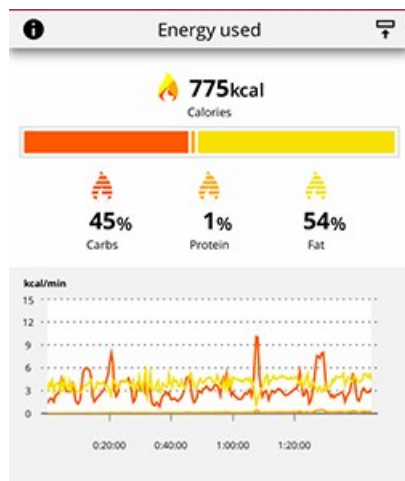 Energy used
775kcal
Calories
45% 1% 54%
Carbs Protein Fat
kcal/min
15
12
9
6
3
0
0:20:00 0:40:00 1:00:00 1:20:00